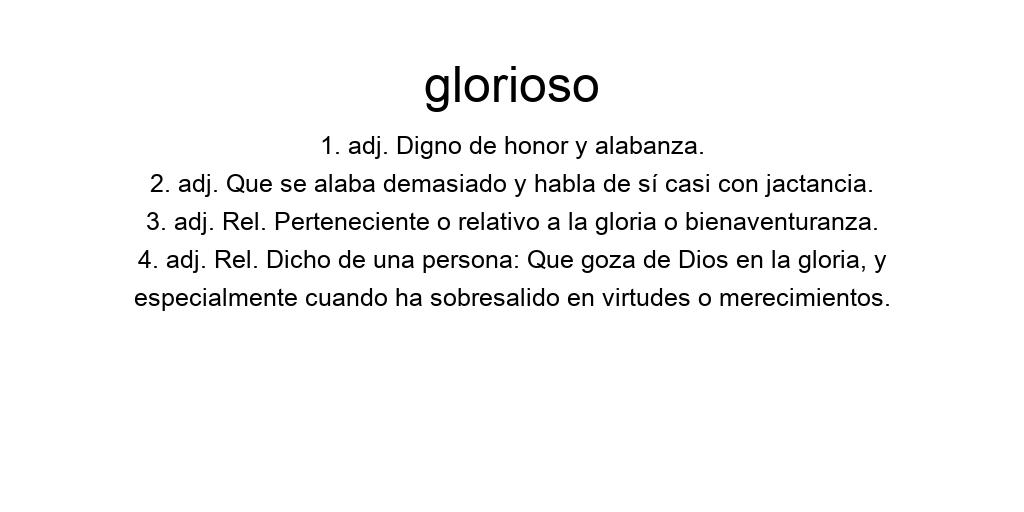 glorioso
1. adj. Digno de honor y alabanza.
2. adj. Que se alaba demasiado y habla de sí casi con jactancia.
3. adj. Rel. Perteneciente o relativo a la gloria o bienaventuranza.
4. adj. Rel. Dicho de una persona: Que goza de Dios en la gloria, y
especialmente cuando ha sobresalido en virtudes o merecimientos.